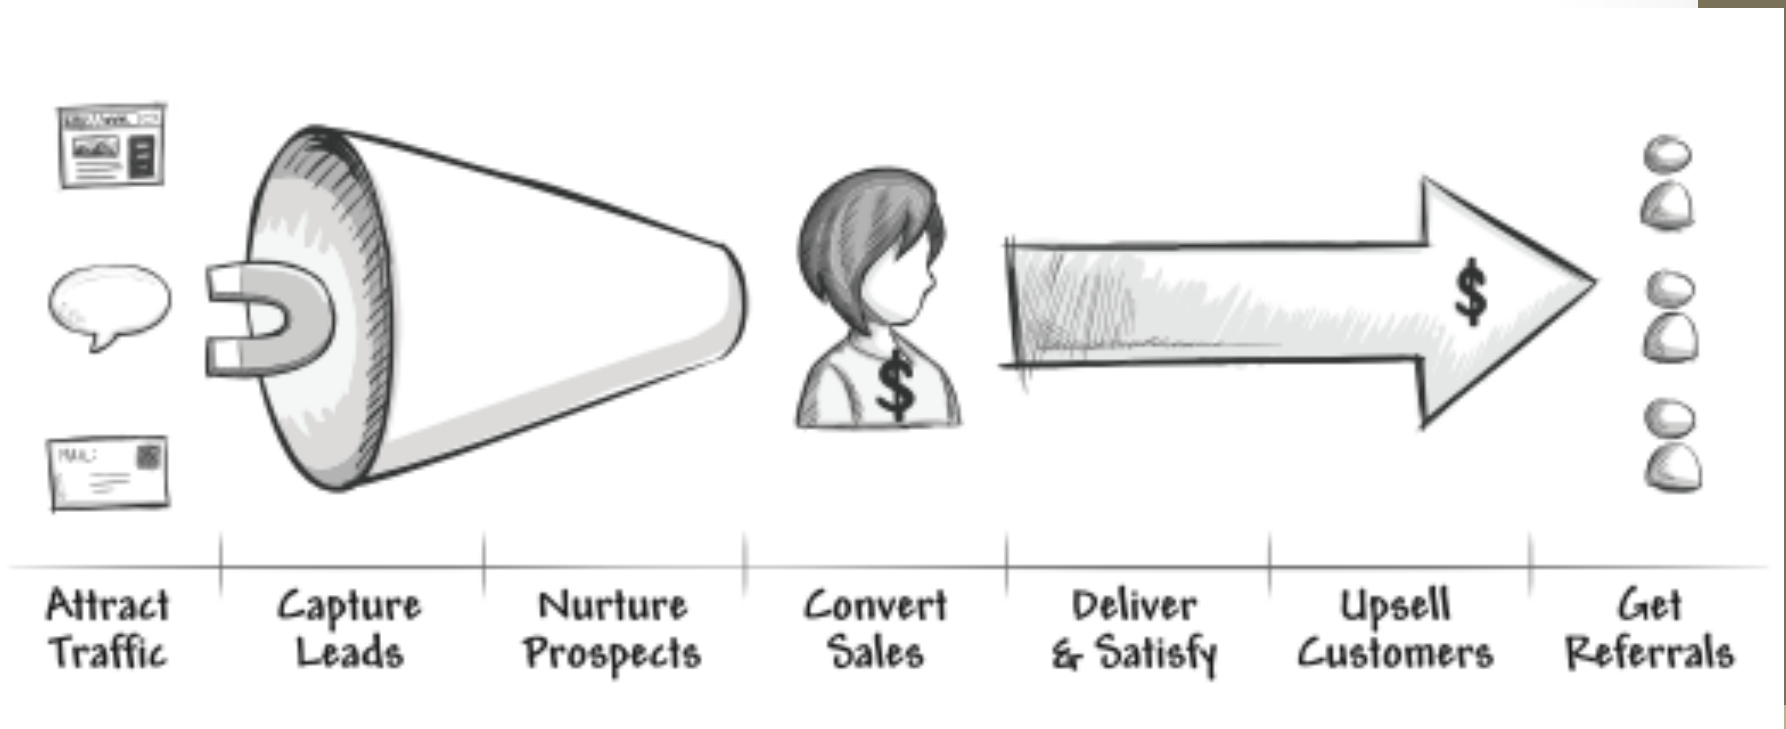 MAIL:
$
$
Attract
Traffic
Capture
Leads
Nurture
Prospects
Convert
Sales
Deliver
& Satisfy
Upsell
Customers
Get
Referrals